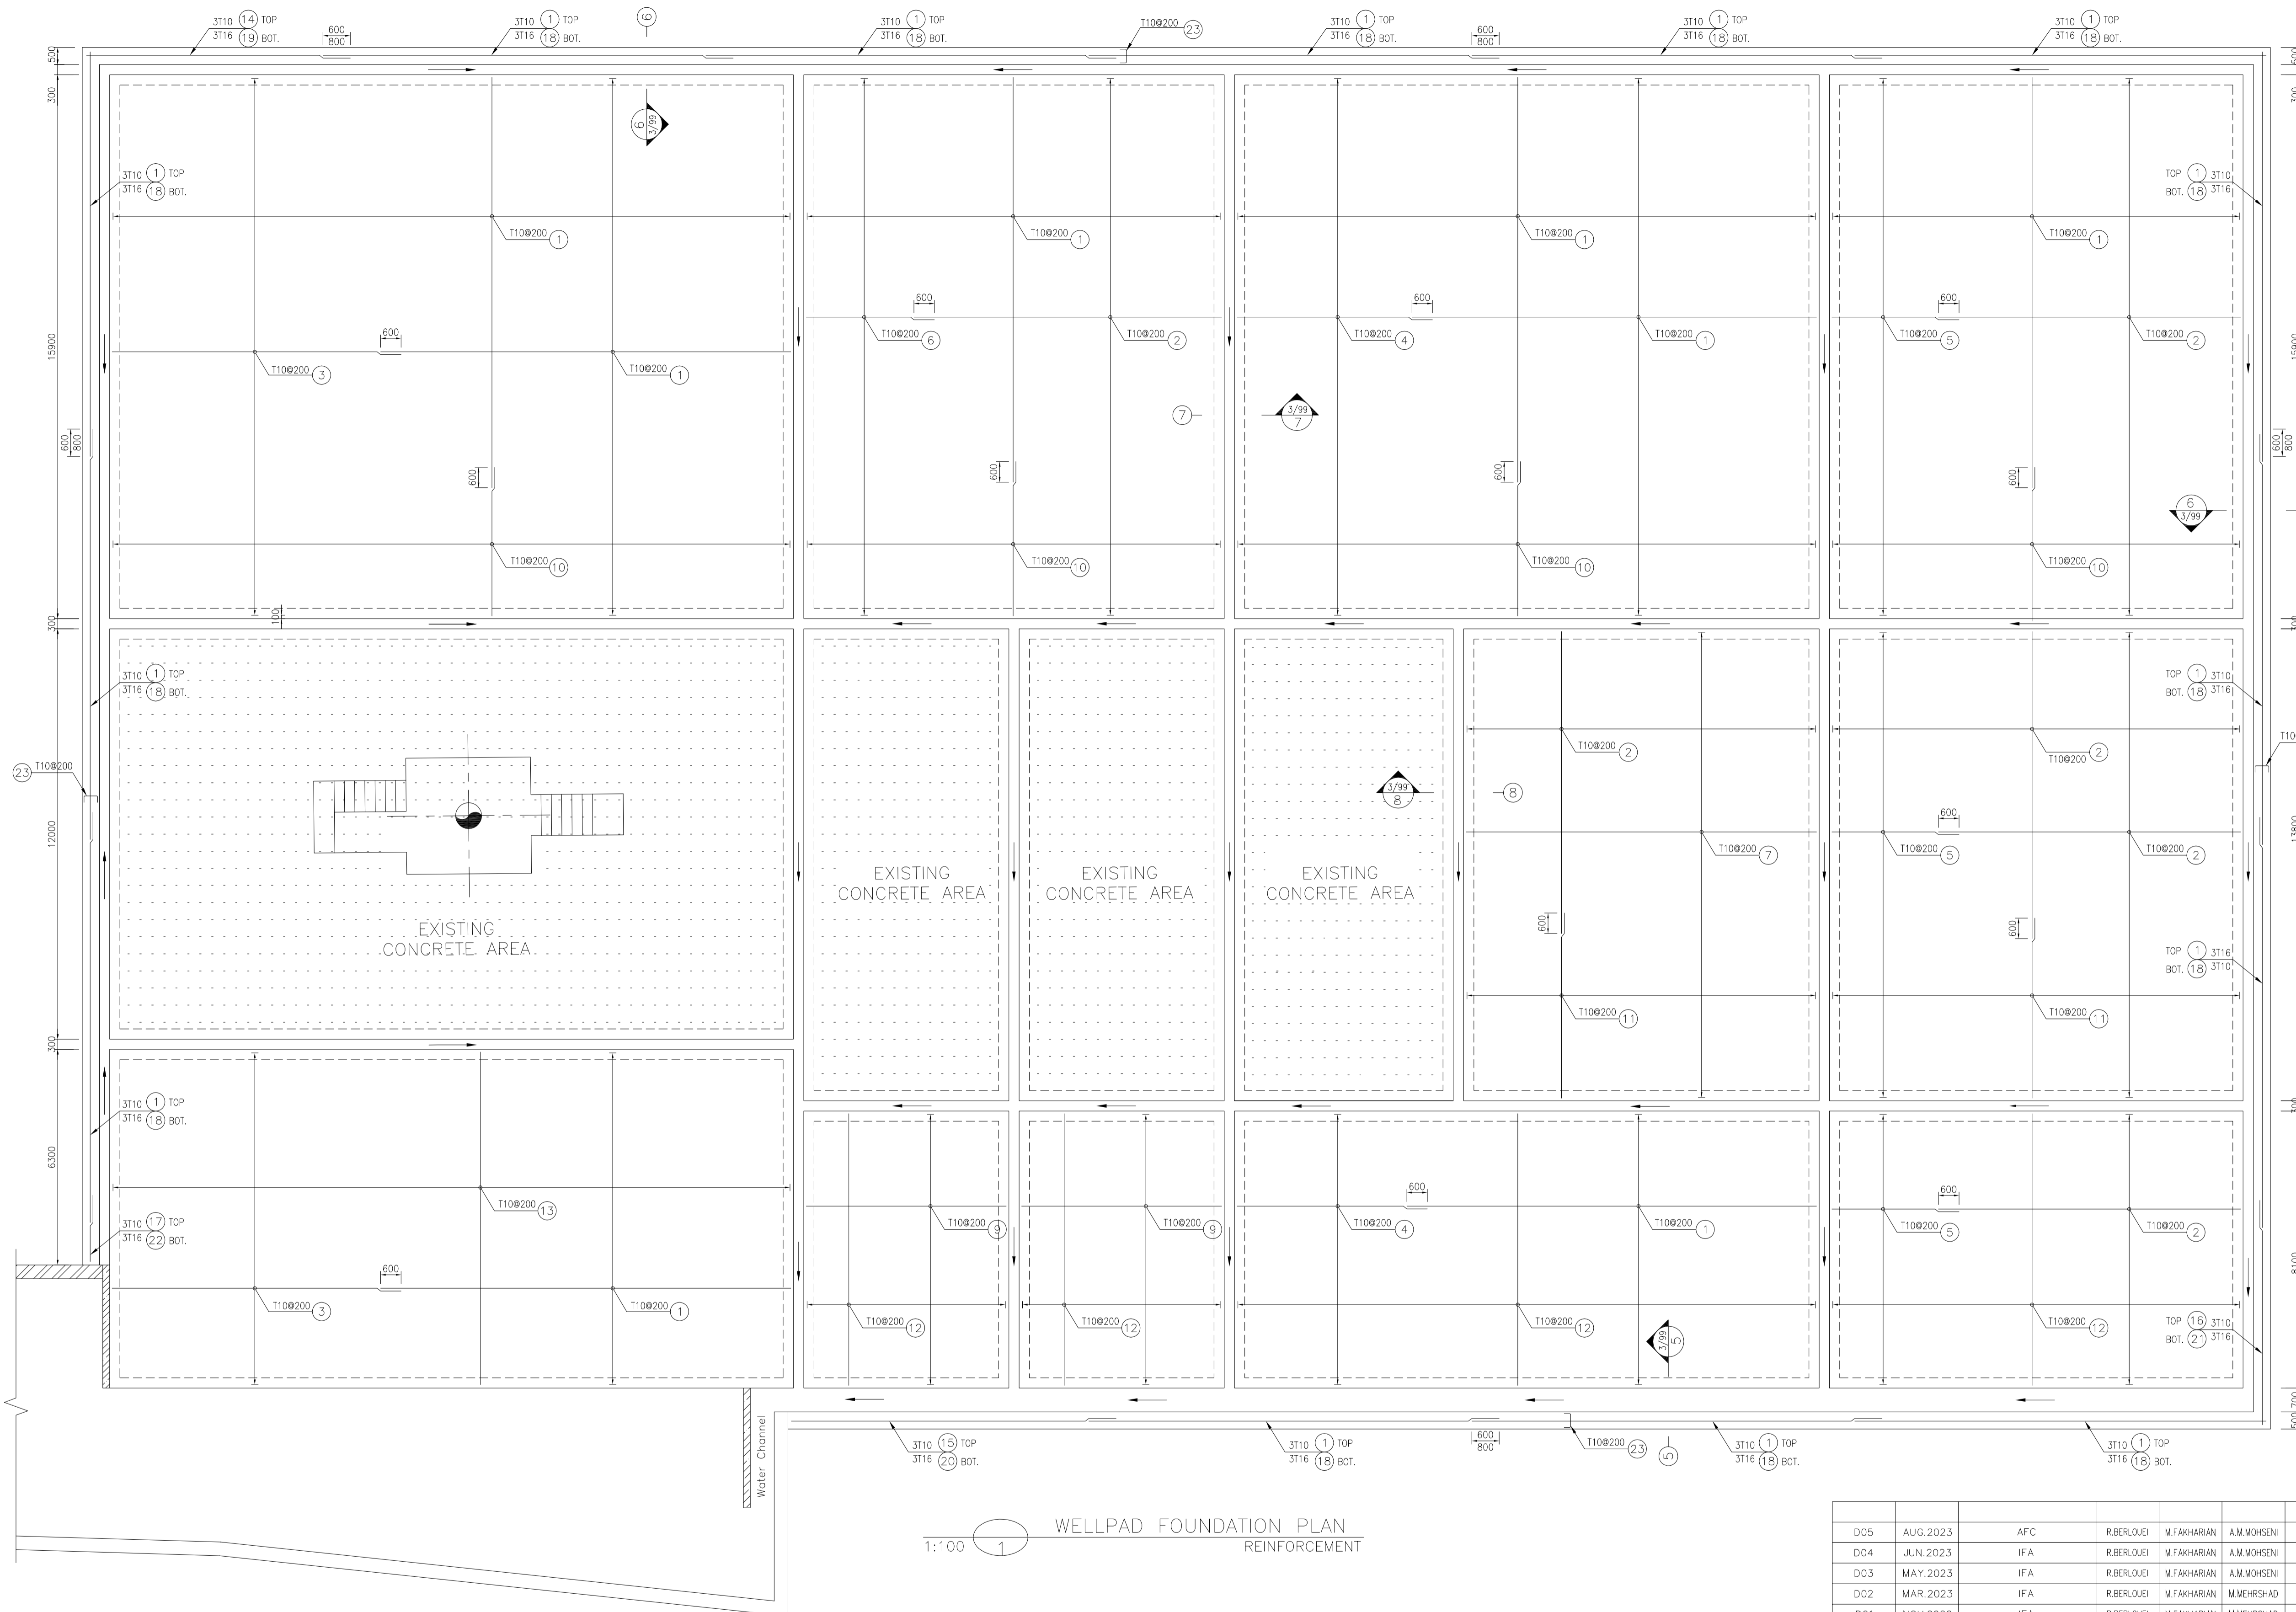 3T10 14 TOP
3T16 19 BOT.
600
800
3T10 1 TOP
3T16 18 BOT.
6
3T10 1 TOP
3T16 18 BOT.
T10@200 23
3T10 1 TOP
3T16 18 BOT.
600
800
3T10 1 TOP
3T16 18 BOT.
3T10 1 TOP
3T16 18 BOT.
500
300
500
300
6
3/99
3T10 1 TOP
3T16 18 BOT.
TOP 1 3T10
BOT. 18 3T16
T10@200 1
T10@200 1
T10@200 1
T10@200 1
600
600
600
600
T10@200 6
T10@200 2
T10@200 4
T10@200 1
T10@200 5
T10@200 2
15900
15900
T10@200 3
T10@200 1
7
3/99
7
600
800
600
800
600
600
600
600
6
3/99
T10@200 10
T10@200 10
T10@200 10
T10@200 10
100
300
300
3T10 1 TOP
3T16 18 BOT.
TOP 1 3T10
BOT. 18 3T16
T10@200 2
2
T10@200
23 T10@200
T10
3/99
8
8
12000
13800
600
T10@200 7
T10@200 5
T10@200 2
EXISTING
CONCRETE AREA
EXISTING
CONCRETE AREA
EXISTING
CONCRETE AREA
EXISTING
CONCRETE AREA
600
600
TOP 1 3T16
BOT. 18 3T10
T10@200 11
T10@200 11
300
3T10 1 TOP
3T16 18 BOT.
300
6300
T10@200 13
600
600
T10@200 9
T10@200 9
T10@200 4
T10@200 1
T10@200 5
T10@200 2
3T10 17 TOP
3T16 22 BOT.
8100
600
T10@200 3
T10@200 1
T10@200 12
T10@200 12
T10@200 12
T10@200 12
3/99
5
TOP 16 3T10
BOT. 21 3T16
700
500
Water Channel
3T10 15 TOP
3T16 20 BOT.
3T10 1 TOP
3T16 18 BOT.
600
800
T10@200 23
5
3T10 1 TOP
3T16 18 BOT.
3T10 1 TOP
3T16 18 BOT.
1:100 1 WELLPAD FOUNDATION PLAN
REINFORCEMENT
D05 AUG.2023 AFC R.BERLOUEI M.FAKHARIAN A.M.MOHSENI
D04 JUN.2023 IFA R.BERLOUEI M.FAKHARIAN A.M.MOHSENI
D03 MAY.2023 IFA R.BERLOUEI M.FAKHARIAN A.M.MOHSENI
D02 MAR.2023 IFA R.BERLOUEI M.FAKHARIAN M.MEHRSHAD